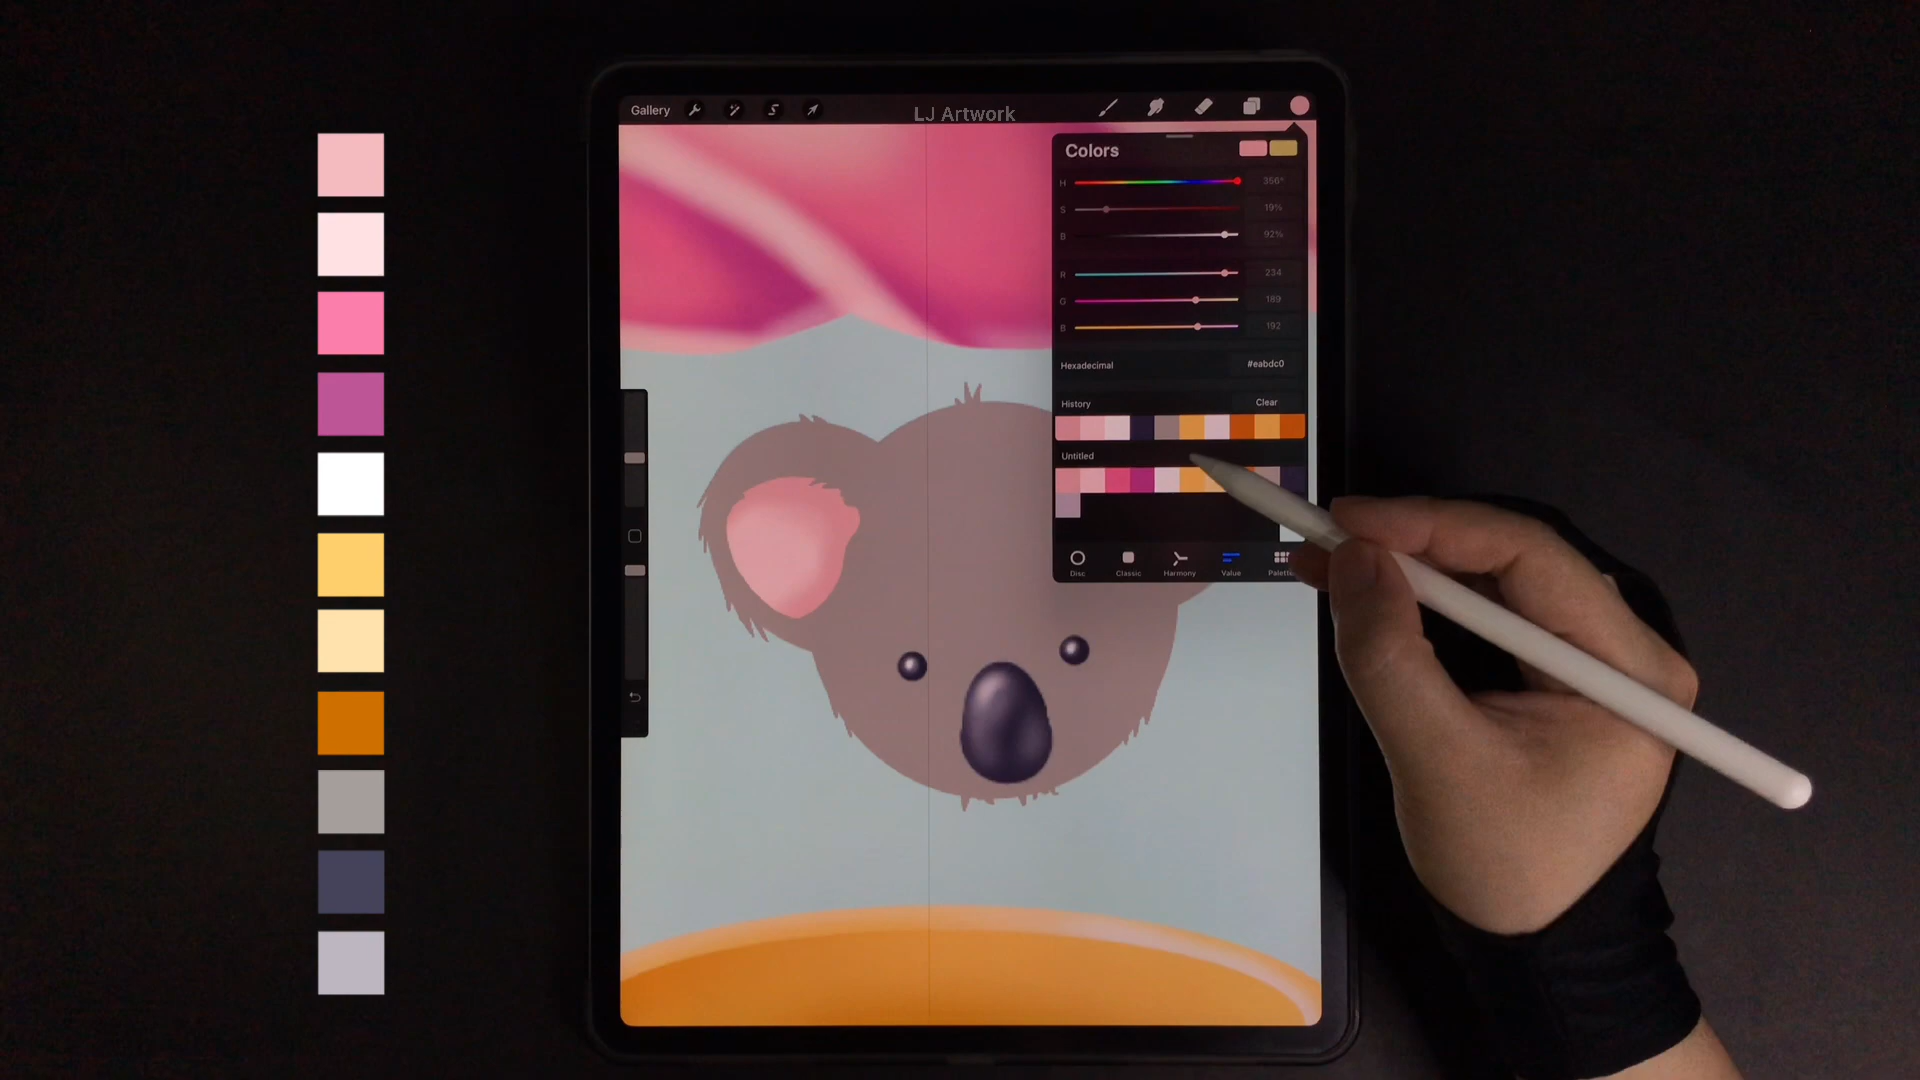 Gallery
LJ Artwork
Colors
H 356°
S 19%
B 92%
R 234
G 189
B 192
Hexadecimal #eabdc0
History Clear
Untitled
Disc Classic Harmony Value